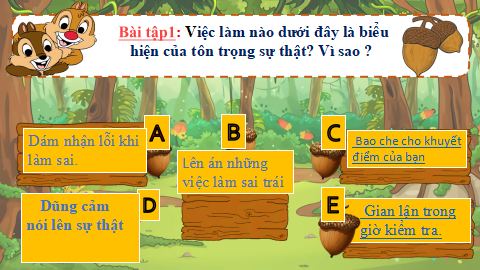 Bài tập1: Việc làm nào dưới đây là biểu
hiện của tôn trọng sự thật? Vì sao ?
A
Dám nhận lỗi khi
làm sai.
B
Lên án những
việc làm sai trái
C
Bao che cho khuyết
điểm của bạn
D
Dũng cảm
nói lên sự thật
E
Gian lận trong
giờ kiểm tra.